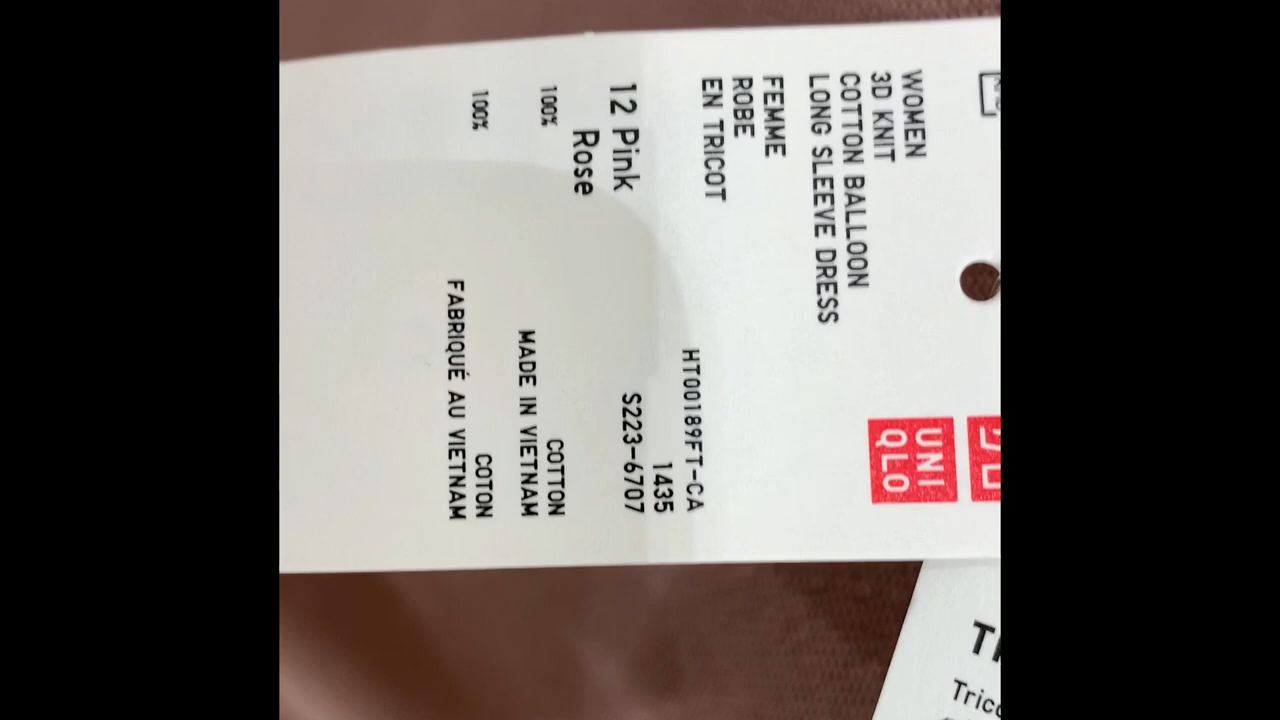 WOMEN
3D KNIT
COTTON BALLOON
LONG SLEEVE DRESS
UNI
QLO
FEMME
ROBE
EN TRICOT
HT00189FT-CA
1435
S223-6707
12 Pink
Rose
100% COTTON
MADE IN VIETNAM
100% COTON
FABRIQUÉ AU VIETNAM